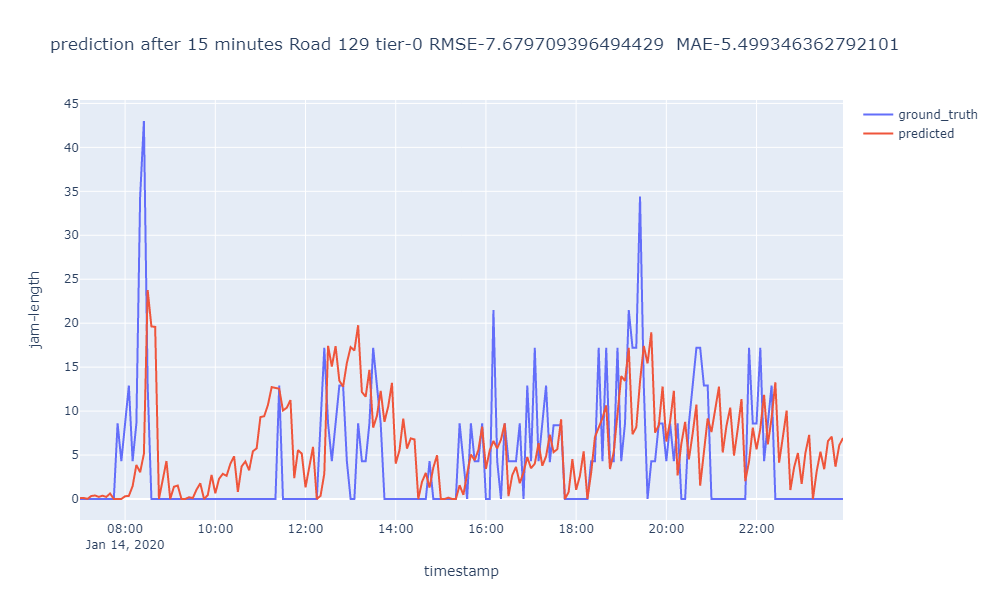 prediction after 15 minutes Road 129 tier-0 RMSE-7.679709396494429  MAE-5.499346362792101
ground_truth
predicted
45
40
35
30
25
20
15
10
5
0
jam-length
08:00 10:00 12:00 14:00 16:00 18:00 20:00 22:00
Jan 14, 2020
timestamp